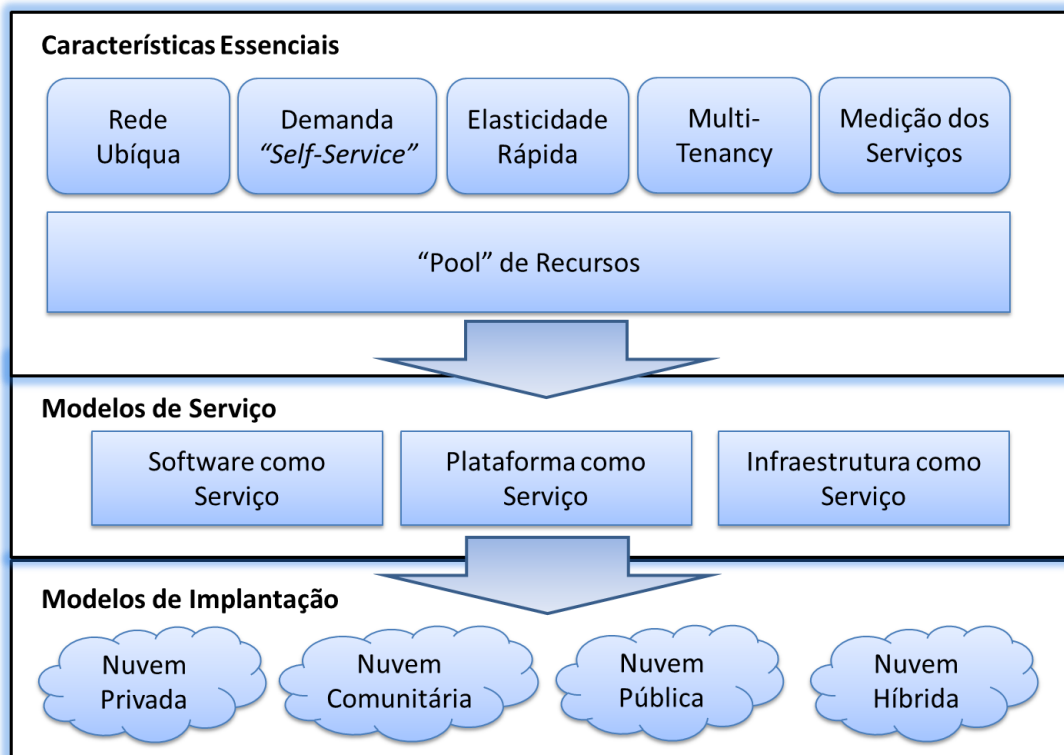 Características Essenciais
Rede
Ubíqua
Demanda
“Self-Service”
Elasticidade
Rápida
Multi-
Tenancy
Medição dos
Serviços
“Pool” de Recursos
Modelos de Serviço
Software como
Serviço
Plataforma como
Serviço
Infraestrutura como
Serviço
Modelos de Implantação
Nuvem
Privada
Nuvem
Comunitária
Nuvem
Pública
Nuvem
Híbrida